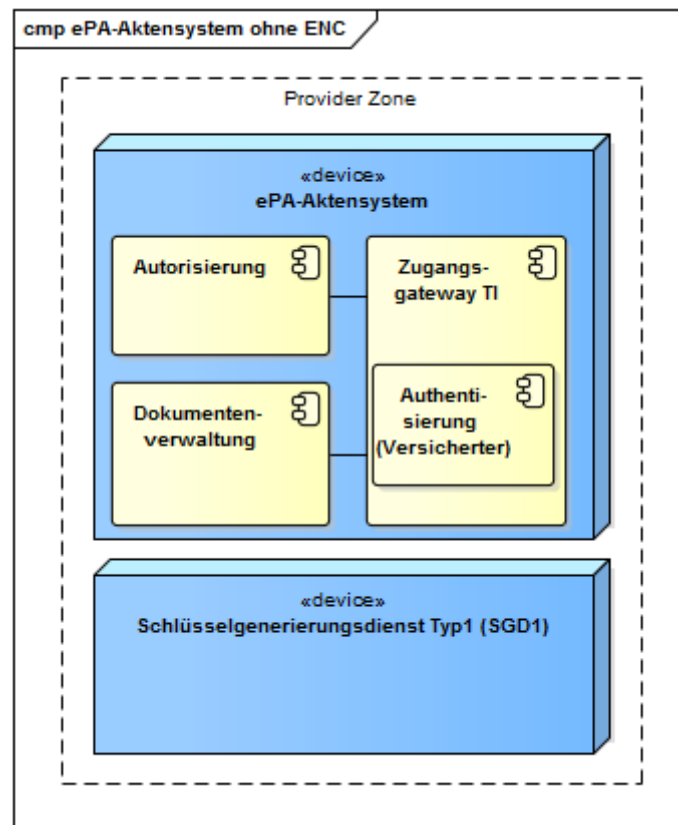 cmp ePA-Aktensystem ohne ENC
Provider Zone
«device»
ePA-Aktensystem
Autorisierung
Zugangs-
gateway TI
Dokumenten-
verwaltung
Authenti-
sierung
(Versicherter)
«device»
Schlüsselgenerierungsdienst Typ1 (SGD1)